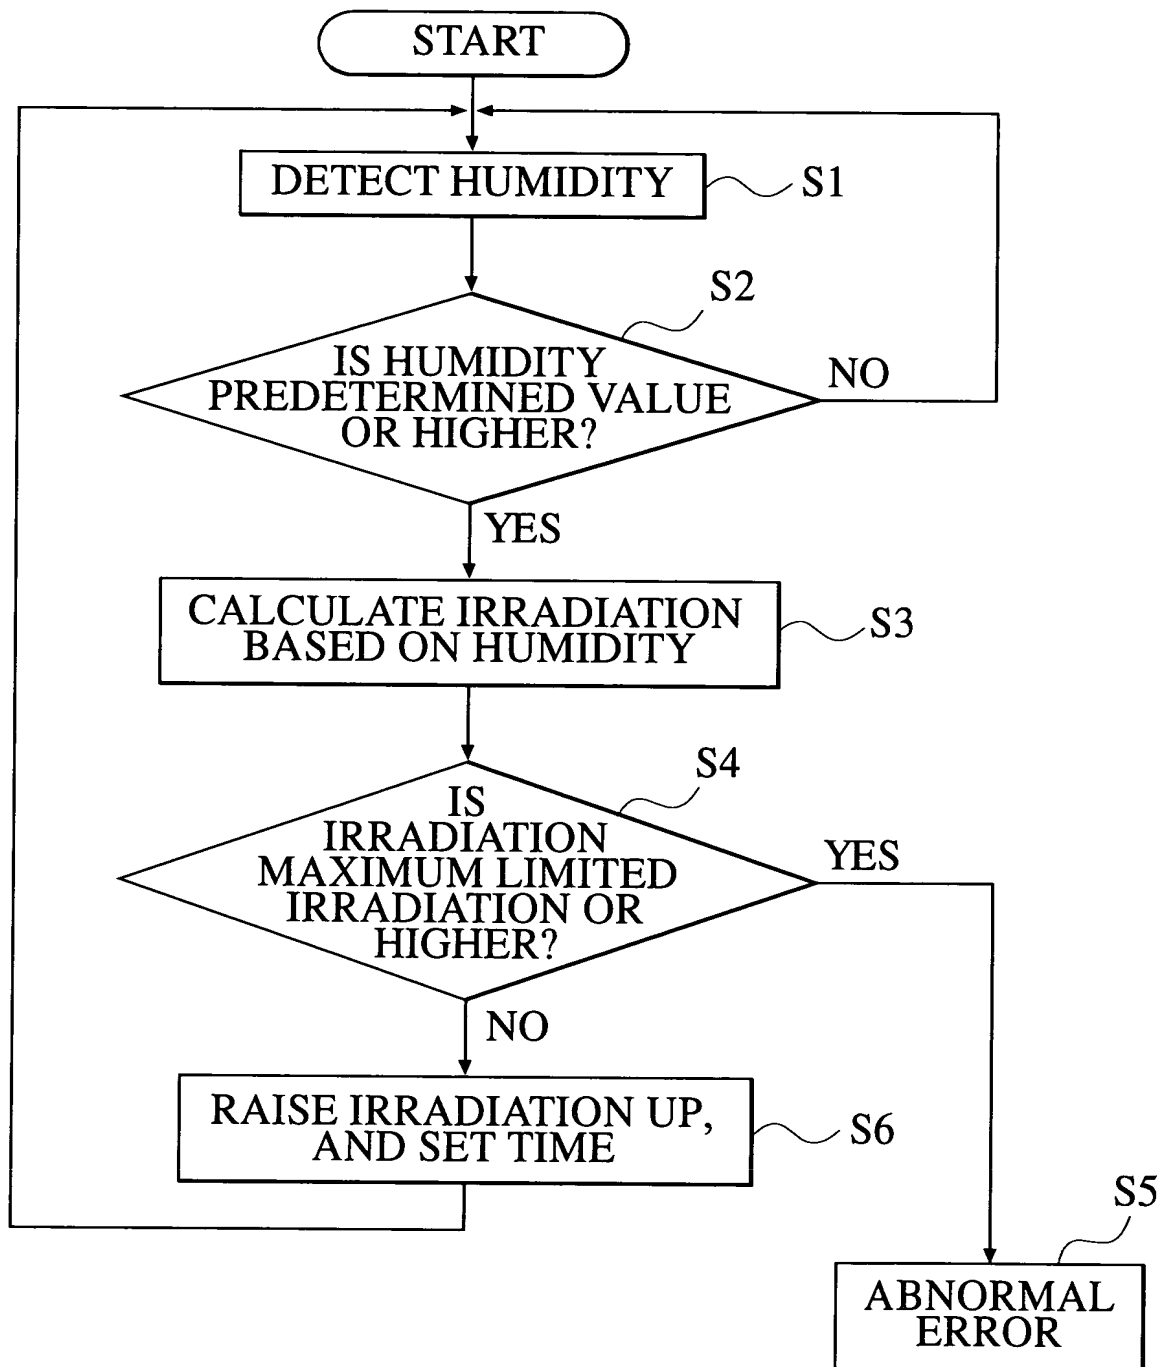 START
DETECT HUMIDITY
S1
S2
IS HUMIDITY
PREDETERMINED VALUE
OR HIGHER?
NO
YES
CALCULATE IRRADIATION
BASED ON HUMIDITY
S3
S4
IS
IRRADIATION
MAXIMUM LIMITED
IRRADIATION OR
HIGHER?
YES
NO
RAISE IRRADIATION UP,
AND SET TIME
S6
S5
ABNORMAL
ERROR